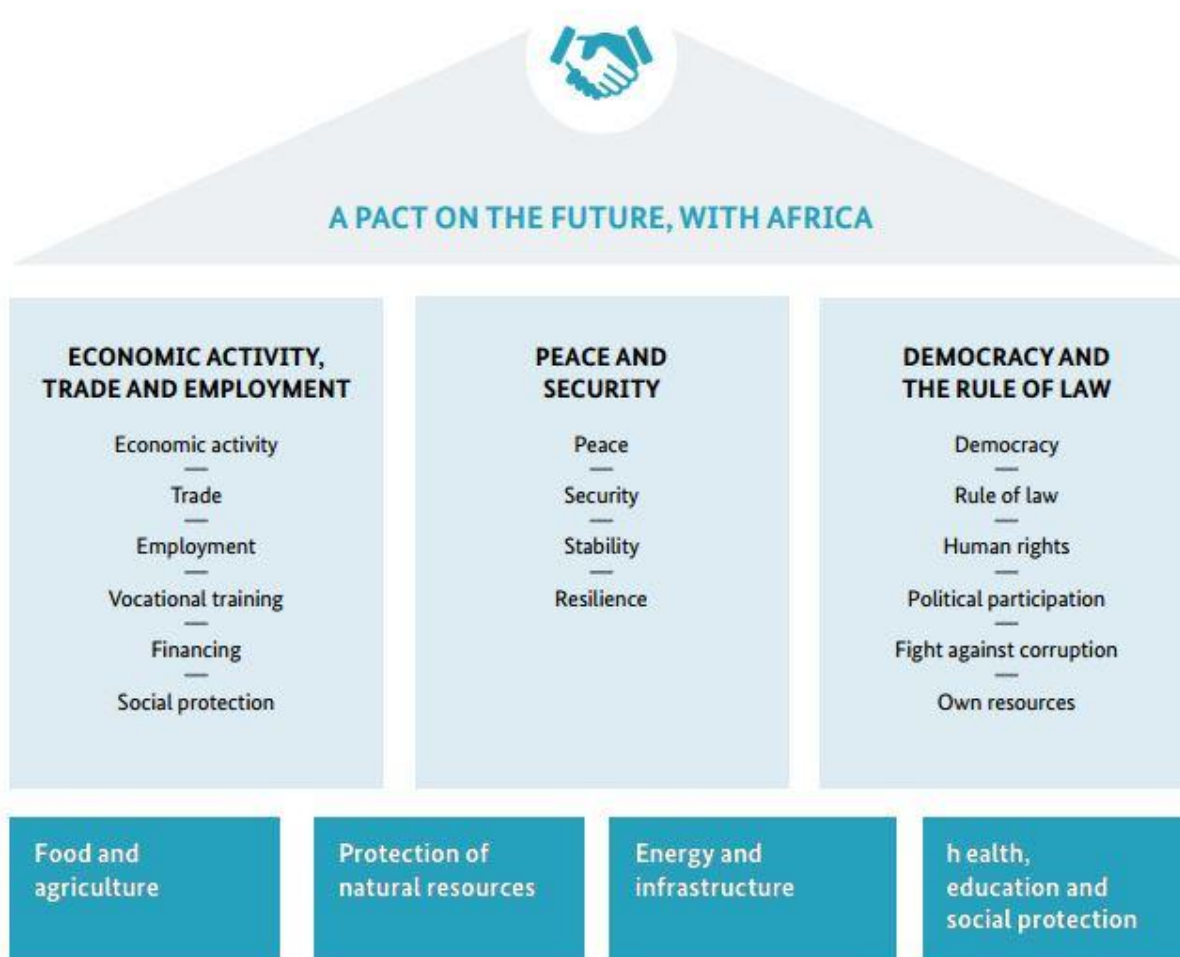 A PACT ON THE FUTURE, WITH AFRICA
ECONOMIC ACTIVITY,
TRADE AND EMPLOYMENT
Economic activity
Trade
Employment
Vocational training
Financing
Social protection
PEACE AND
SECURITY
Peace
Security
Stability
Resilience
DEMOCRACY AND
THE RULE OF LAW
Democracy
Rule of law
Human rights
Political participation
Fight against corruption
Own resources
Food and
agriculture
Protection of
natural resources
Energy and
infrastructure
h ealth,
education and
social protection